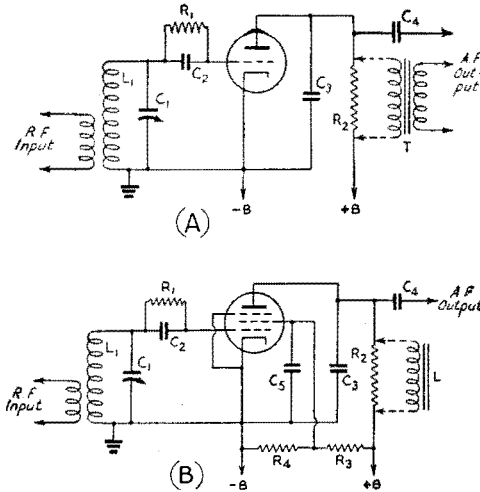 R₁
C₂
L₁
C₁
C₃
R₂
C₄
A F
Out-
put
T
R F
Input
-B
+B
(A)
R₁
C₂
L₁
C₁
C₅
C₃
R₂
C₄
A F
Output
L
R F
Input
R₄
R₃
-B
+B
(B)